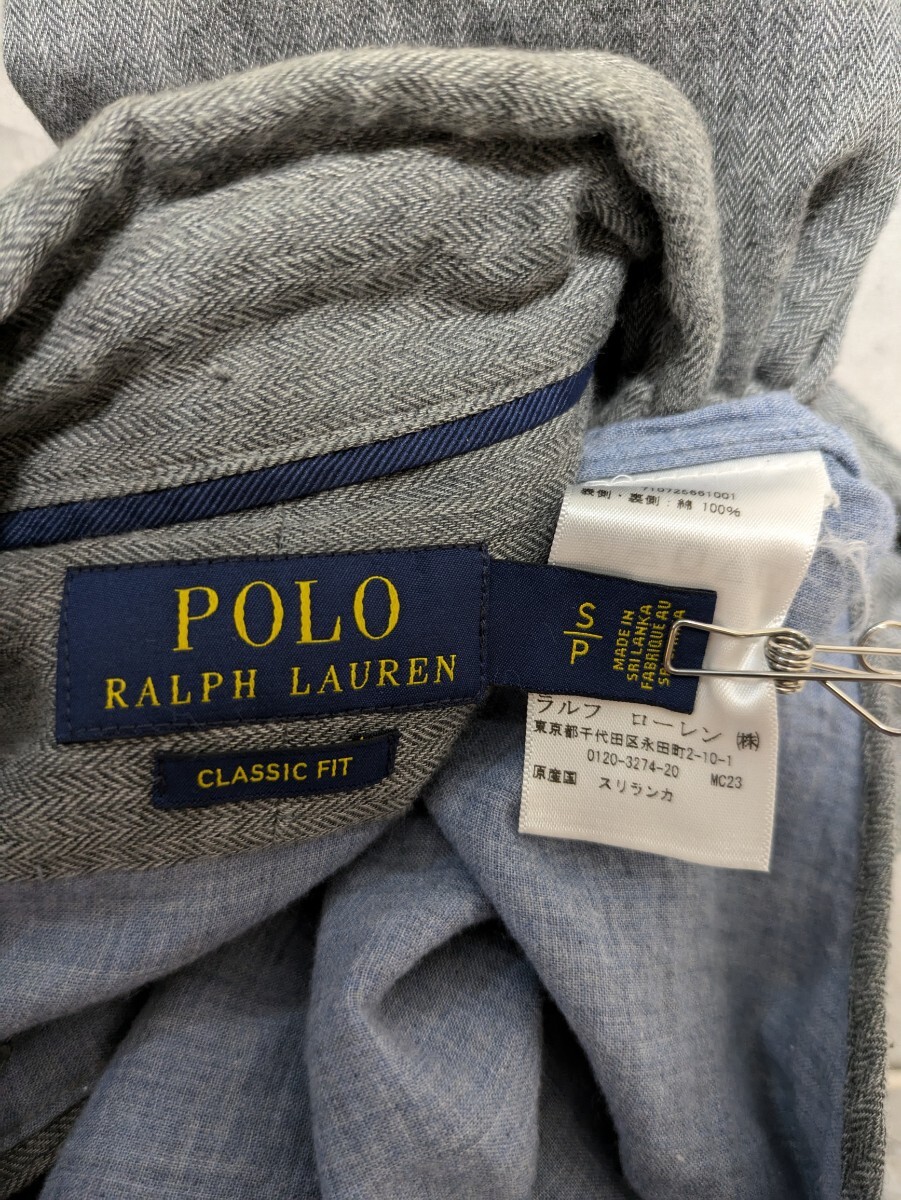 POLO
RALPH LAUREN
CLASSIC FIT
S
P
MADE IN
SRI LANKA
FABRIQUE AU
710726661001
表側・裏側 : 綿 100%
ラルフ ローレン ㈱
東京都千代田区永田町2-10-1
0120-3274-20 MC23
原産国 スリランカ